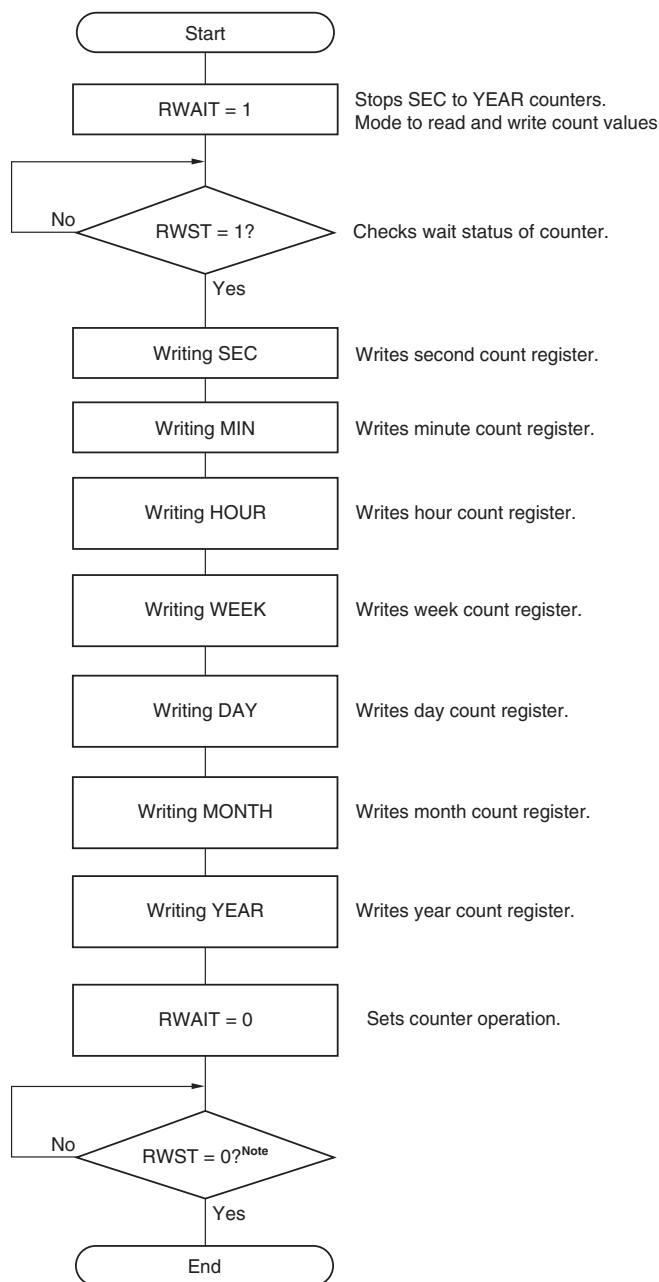 Start
RWAIT = 1
Stops SEC to YEAR counters.
Mode to read and write count values
No
RWST = 1?
Checks wait status of counter.
Yes
Writing SEC
Writes second count register.
Writing MIN
Writes minute count register.
Writing HOUR
Writes hour count register.
Writing WEEK
Writes week count register.
Writing DAY
Writes day count register.
Writing MONTH
Writes month count register.
Writing YEAR
Writes year count register.
RWAIT = 0
Sets counter operation.
No
RWST = 0?Note
Yes
End